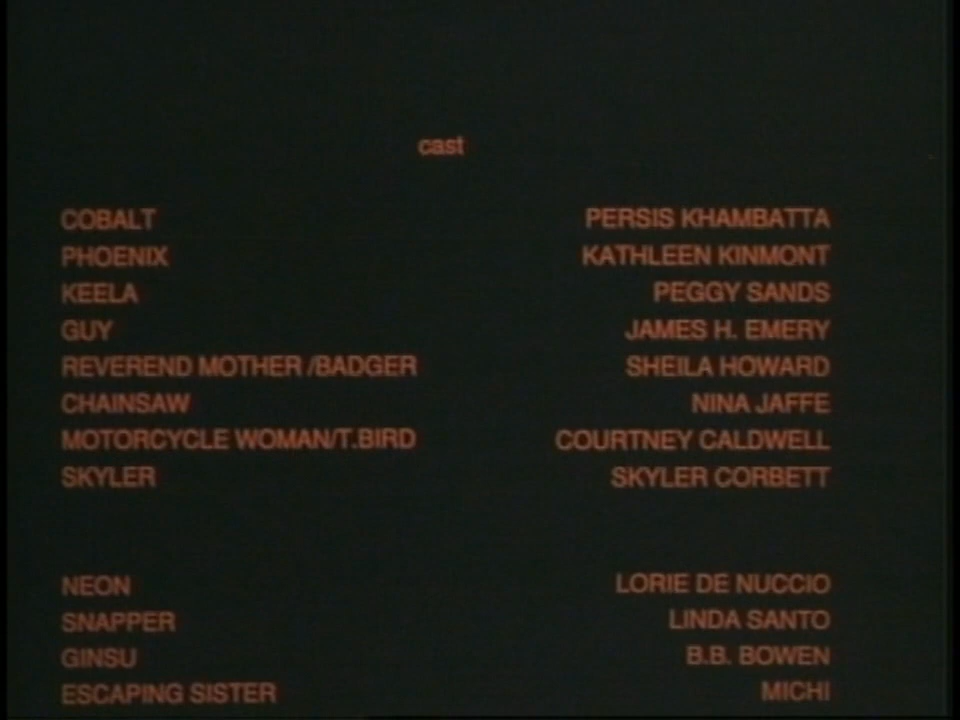 cast
COBALT PERSIS KHAMBATTA
PHOENIX KATHLEEN KINMONT
KEELA PEGGY SANDS
GUY JAMES H. EMERY
REVEREND MOTHER /BADGER SHEILA HOWARD
CHAINSAW NINA JAFFE
MOTORCYCLE WOMAN/T.BIRD COURTNEY CALDWELL
SKYLER SKYLER CORBETT
NEON LORIE DE NUCCIO
SNAPPER LINDA SANTO
GINSU B.B. BOWEN
ESCAPING SISTER MICHI